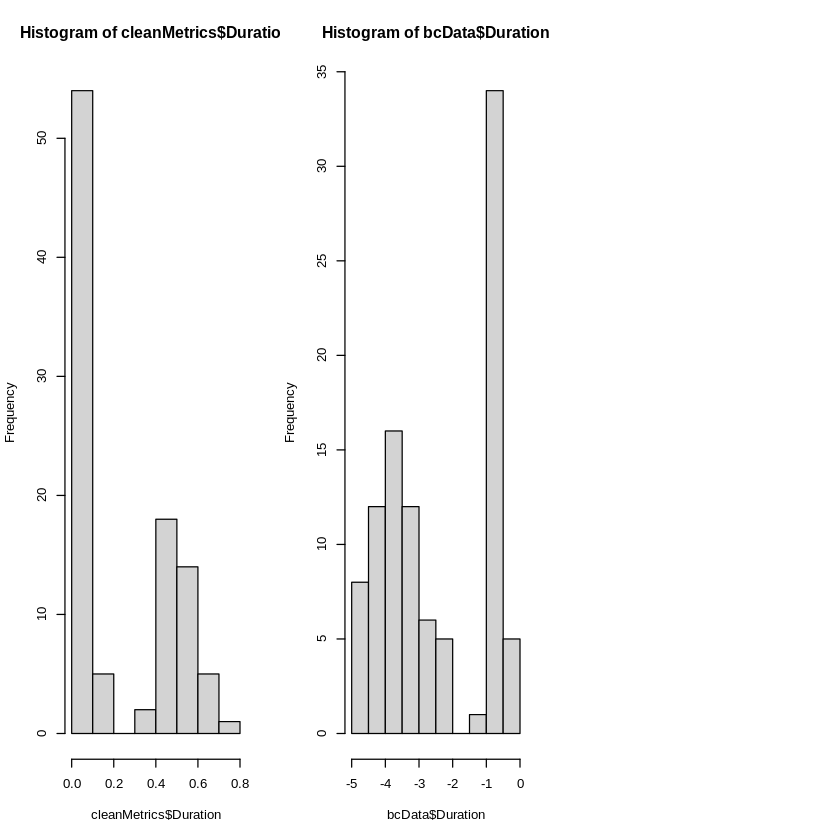 Histogram of cleanMetrics$Duratio
Frequency
50
40
30
20
10
0
0.0 0.2 0.4 0.6 0.8
cleanMetrics$Duration
Histogram of bcData$Duration
Frequency
35
30
25
20
15
10
5
0
-5 -4 -3 -2 -1 0
bcData$Duration